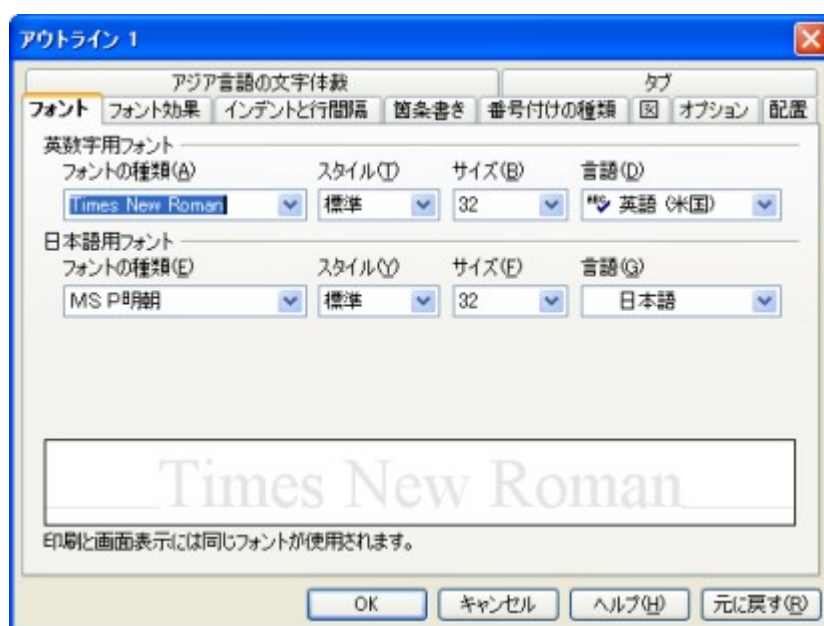 アウトライン 1
アジア言語の文字体裁 タブ
フォント フォント効果 インデントと行間隔 箇条書き 番号付けの種類 図 オプション 配置
英数字用フォント
フォントの種類(A) スタイル(T) サイズ(B) 言語(D)
Times New Roman 標準 32 英語 (米国)
日本語用フォント
フォントの種類(E) スタイル(Y) サイズ(F) 言語(G)
MS P明朝 標準 32 日本語
Times New Roman
印刷と画面表示には同じフォントが使用されます。
OK キャンセル ヘルプ(H) 元に戻す(R)